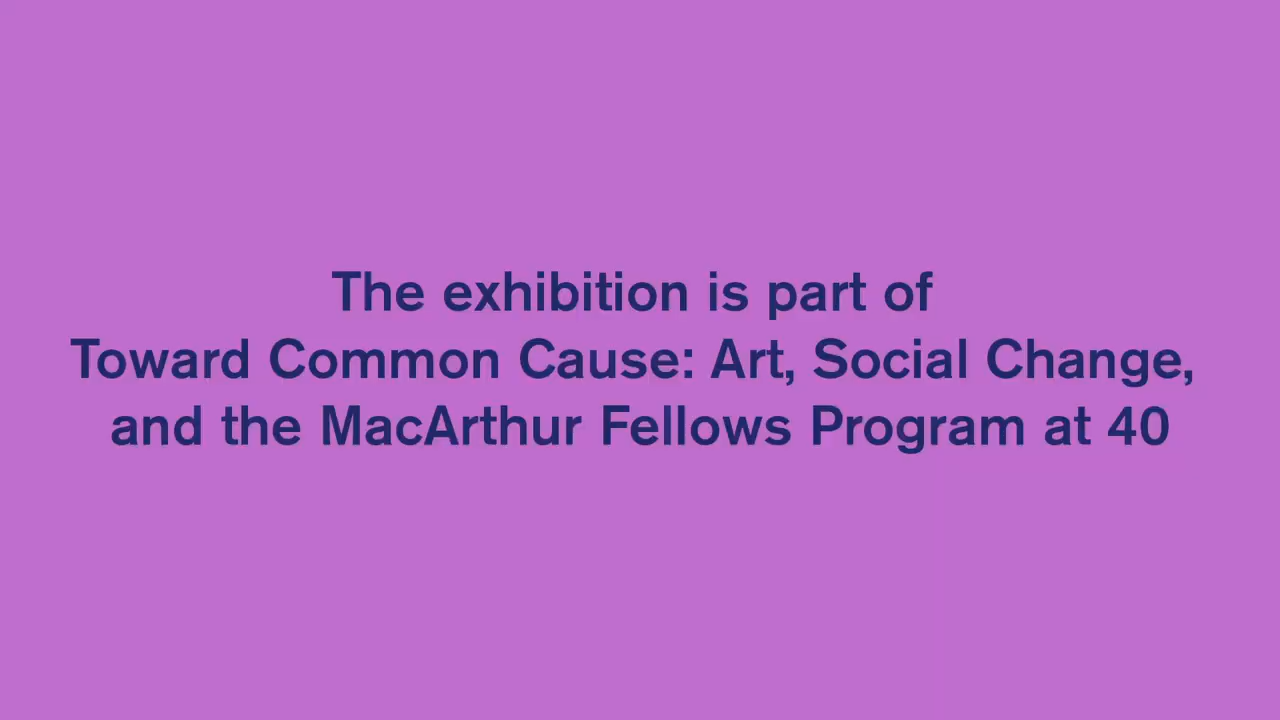 The exhibition is part of
Toward Common Cause: Art, Social Change,
and the MacArthur Fellows Program at 40